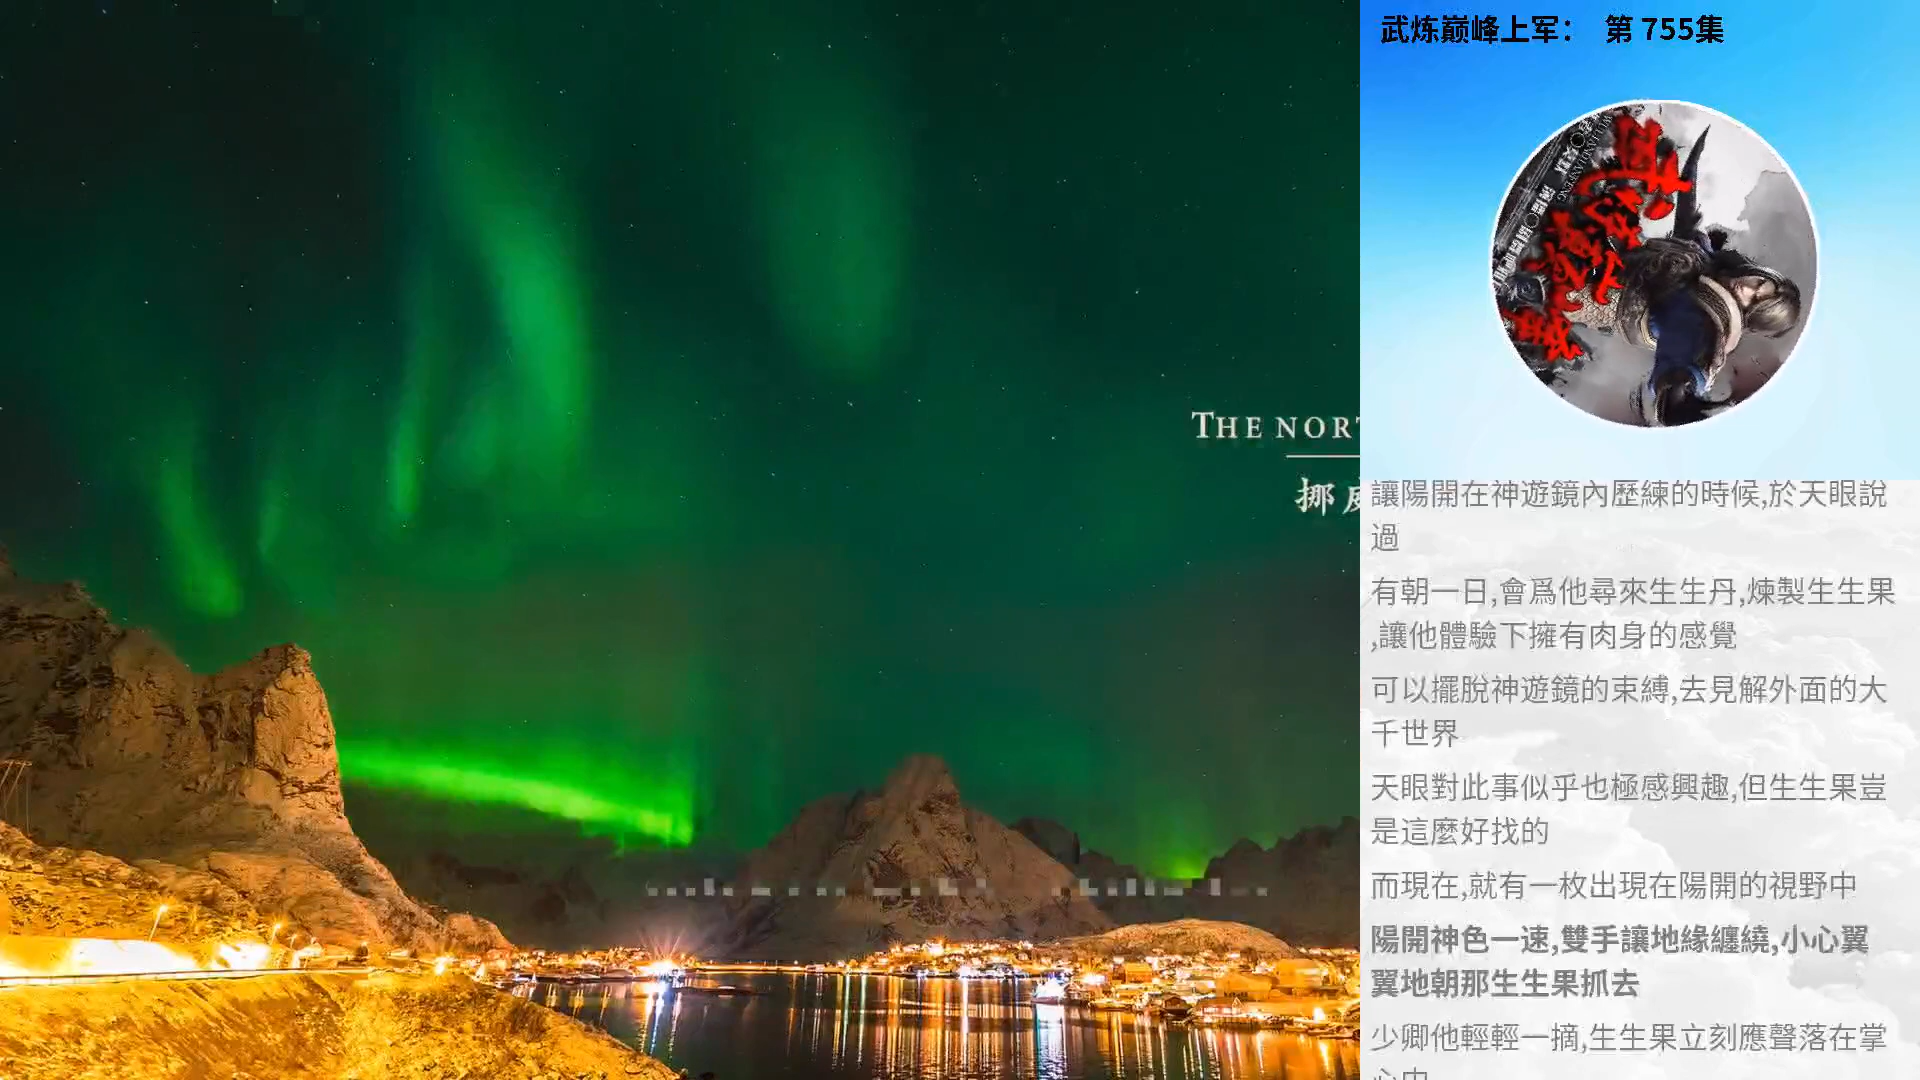 武炼巅峰上军： 第 755集
THE NORT
挪威
讓陽開在神遊鏡內歷練的時候,於天眼說
過
有朝一日,會爲他尋來生生丹,煉製生生果
,讓他體驗下擁有肉身的感覺
可以擺脫神遊鏡的束縛,去見解外面的大
千世界
天眼對此事似乎也極感興趣,但生生果豈
是這麼好找的
而現在,就有一枚出現在陽開的視野中
陽開神色一速,雙手讓地緣纏繞,小心翼
翼地朝那生生果抓去
少卿他輕輕一摘,生生果立刻應聲落在掌
心中